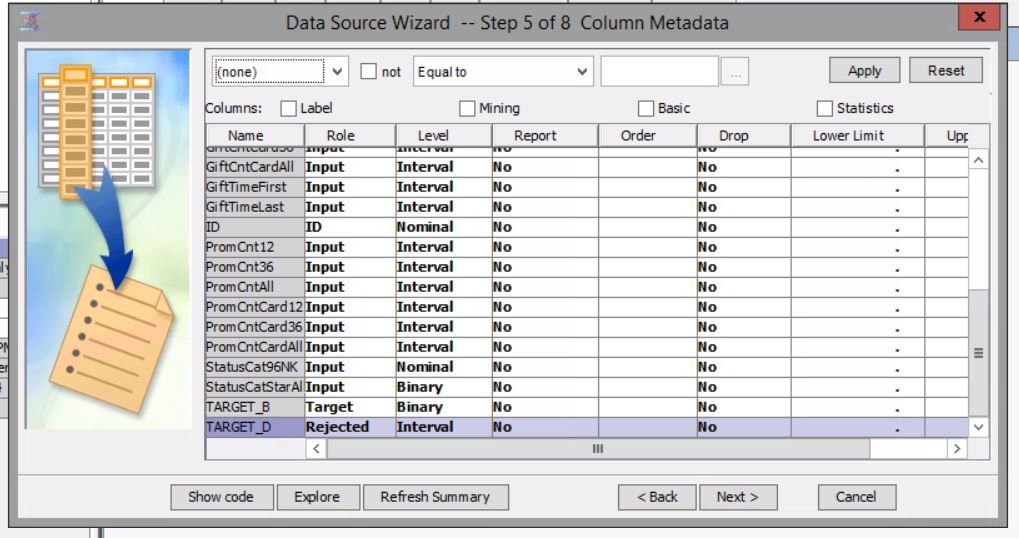 Data Source Wizard -- Step 5 of 8 Column Metadata
x
(none) not Equal to ... Apply Reset
Columns: Label Mining Basic Statistics
Name Role Level Report Order Drop Lower Limit Upp
Input Interval No No
GiftCntCardAll Input Interval No No .
GiftTimeFirst Input Interval No No .
GiftTimeLast Input Interval No No .
ID ID Nominal No No .
PromCnt12 Input Interval No No .
PromCnt36 Input Interval No No .
PromCntAll Input Interval No No .
PromCntCard12 Input Interval No No .
PromCntCard36 Input Interval No No .
PromCntCardAll Input Interval No No .
StatusCat96NK Input Nominal No No .
StatusCatStarAl Input Binary No No .
TARGET_B Target Binary No No .
TARGET_D Rejected Interval No No .
Show code Explore Refresh Summary < Back Next > Cancel